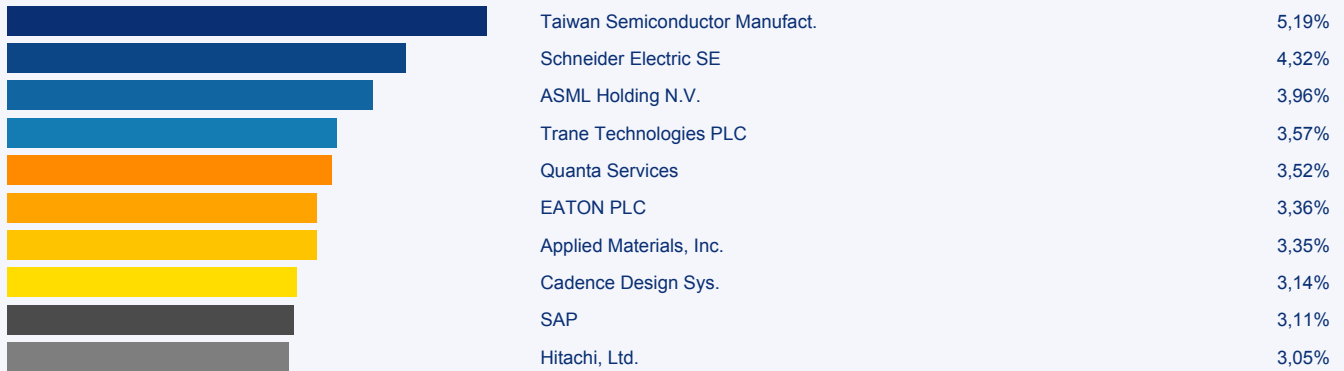 Taiwan Semiconductor Manufact. 5,19%
Schneider Electric SE 4,32%
ASML Holding N.V. 3,96%
Trane Technologies PLC 3,57%
Quanta Services 3,52%
EATON PLC 3,36%
Applied Materials, Inc. 3,35%
Cadence Design Sys. 3,14%
SAP 3,11%
Hitachi, Ltd. 3,05%